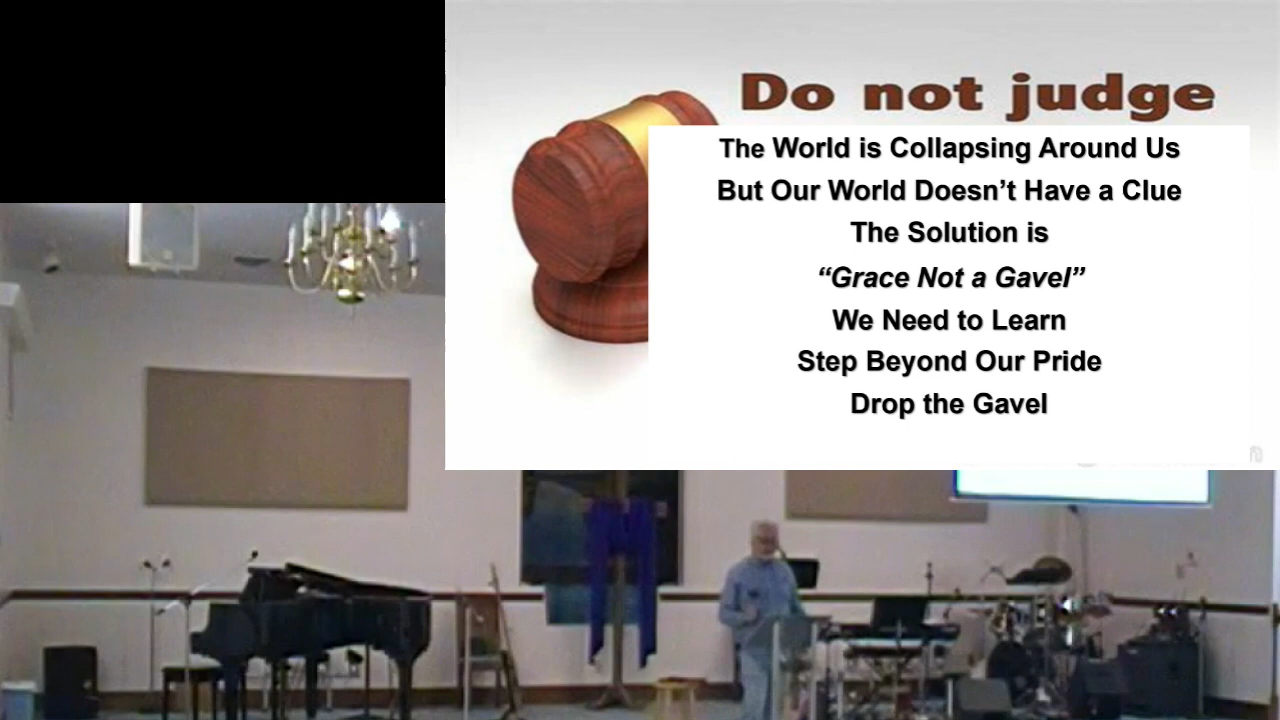 Do not judge
The World is Collapsing Around Us
But Our World Doesn’t Have a Clue
The Solution is
“Grace Not a Gavel”
We Need to Learn
Step Beyond Our Pride
Drop the Gavel